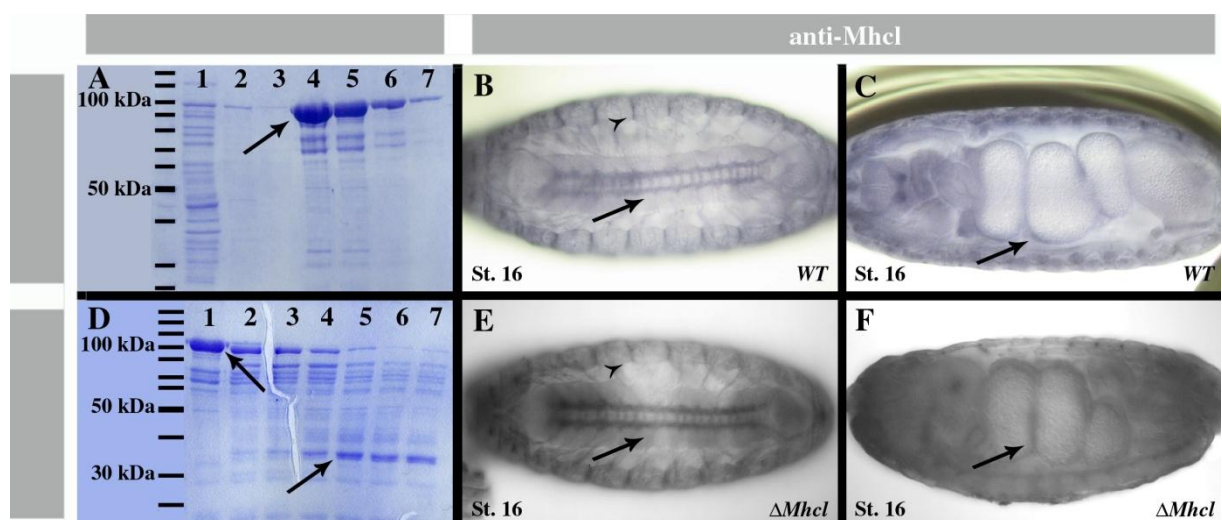 anti-Mhcl
A 1 2 3 4 5 6 7
100 kDa
50 kDa
B
St. 16 WT
C
St. 16 WT
D 1 2 3 4 5 6 7
100 kDa
50 kDa
30 kDa
E
St. 16 ΔMhcl
F
St. 16 ΔMhcl